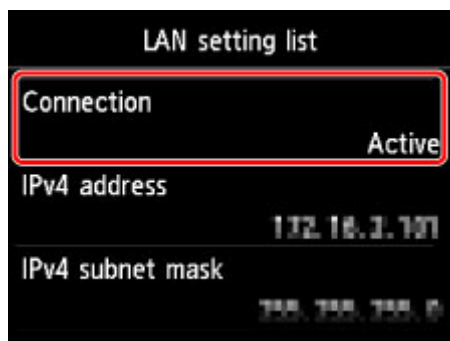 LAN setting list
Connection
Active
IPv4 address
IPv4 subnet mask